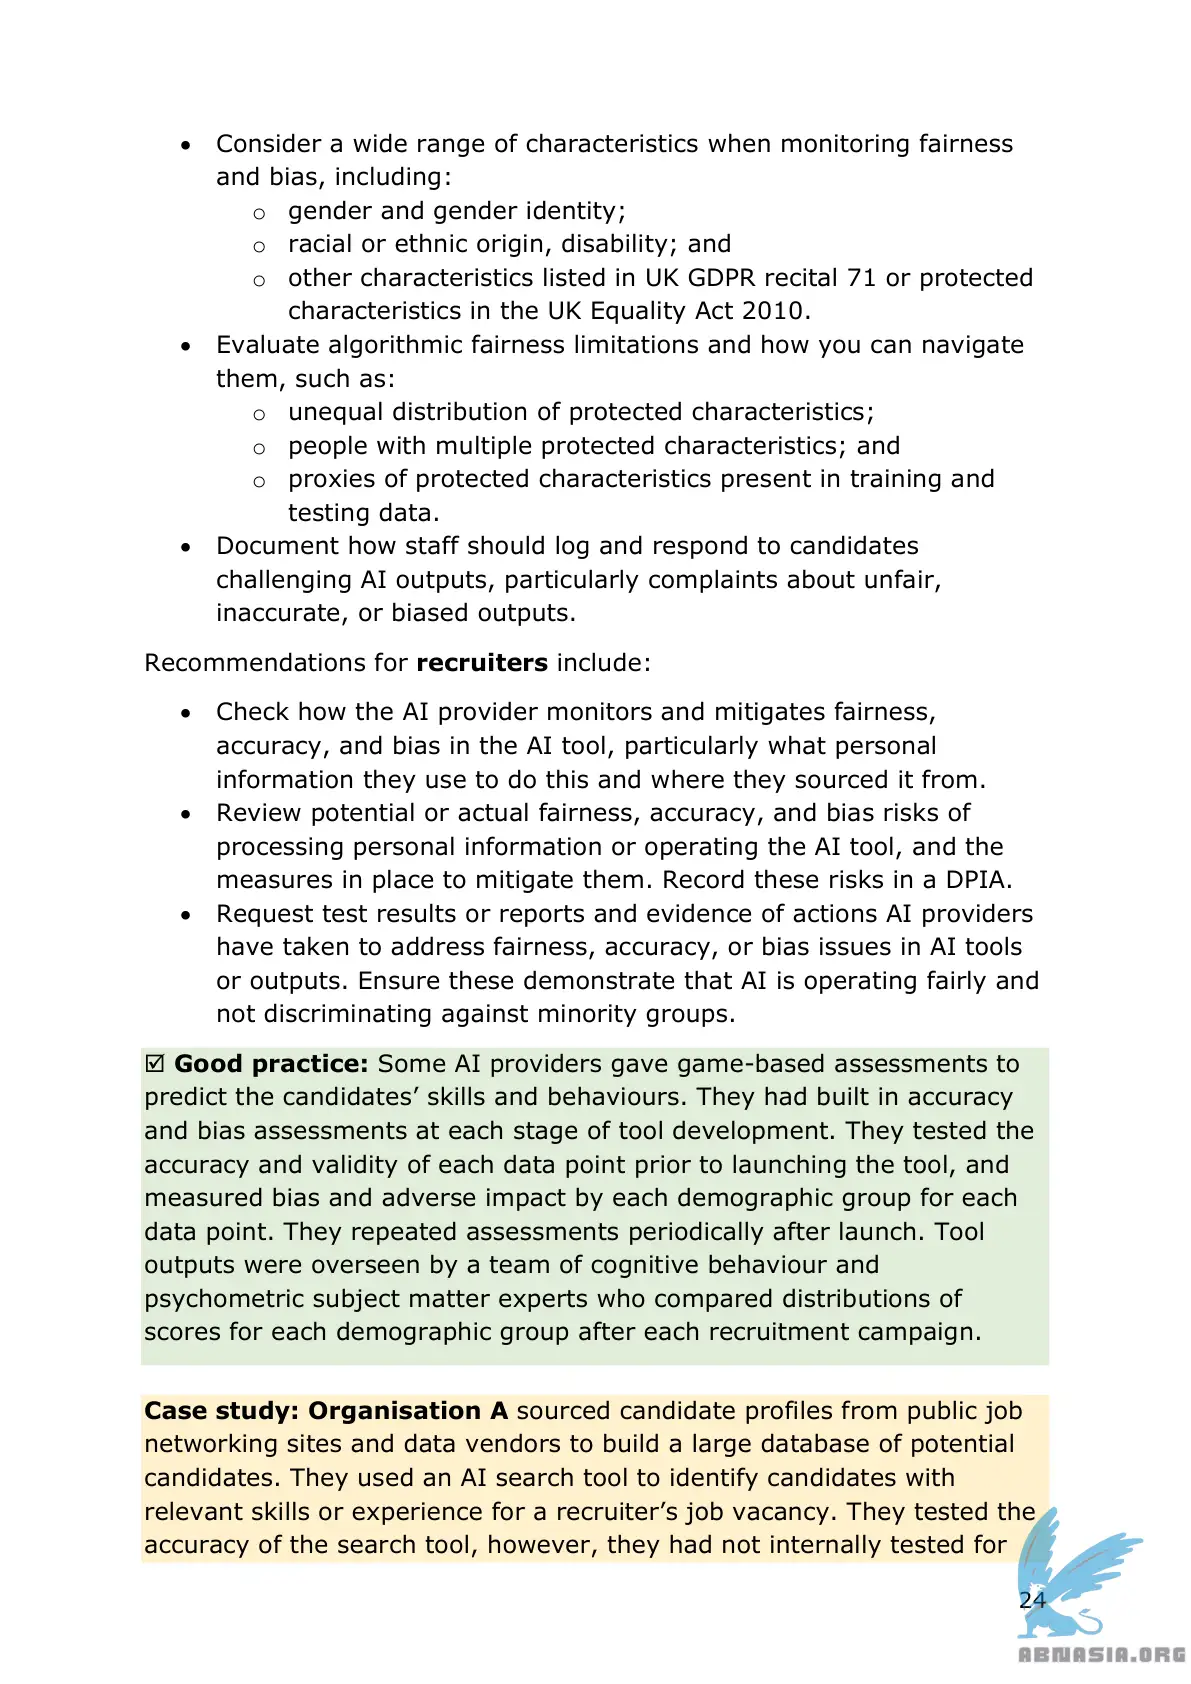 • Consider a wide range of characteristics when monitoring fairness
and bias, including:
o gender and gender identity;
o racial or ethnic origin, disability; and
o other characteristics listed in UK GDPR recital 71 or protected
characteristics in the UK Equality Act 2010.
• Evaluate algorithmic fairness limitations and how you can navigate
them, such as:
o unequal distribution of protected characteristics;
o people with multiple protected characteristics; and
o proxies of protected characteristics present in training and
testing data.
• Document how staff should log and respond to candidates
challenging AI outputs, particularly complaints about unfair,
inaccurate, or biased outputs.
Recommendations for recruiters include:
• Check how the AI provider monitors and mitigates fairness,
accuracy, and bias in the AI tool, particularly what personal
information they use to do this and where they sourced it from.
• Review potential or actual fairness, accuracy, and bias risks of
processing personal information or operating the AI tool, and the
measures in place to mitigate them. Record these risks in a DPIA.
• Request test results or reports and evidence of actions AI providers
have taken to address fairness, accuracy, or bias issues in AI tools
or outputs. Ensure these demonstrate that AI is operating fairly and
not discriminating against minority groups.
☑ Good practice: Some AI providers gave game-based assessments to
predict the candidates’ skills and behaviours. They had built in accuracy
and bias assessments at each stage of tool development. They tested the
accuracy and validity of each data point prior to launching the tool, and
measured bias and adverse impact by each demographic group for each
data point. They repeated assessments periodically after launch. Tool
outputs were overseen by a team of cognitive behaviour and
psychometric subject matter experts who compared distributions of
scores for each demographic group after each recruitment campaign.
Case study: Organisation A sourced candidate profiles from public job
networking sites and data vendors to build a large database of potential
candidates. They used an AI search tool to identify candidates with
relevant skills or experience for a recruiter’s job vacancy. They tested the
accuracy of the search tool, however, they had not internally tested for
24
ABNASIA.ORG